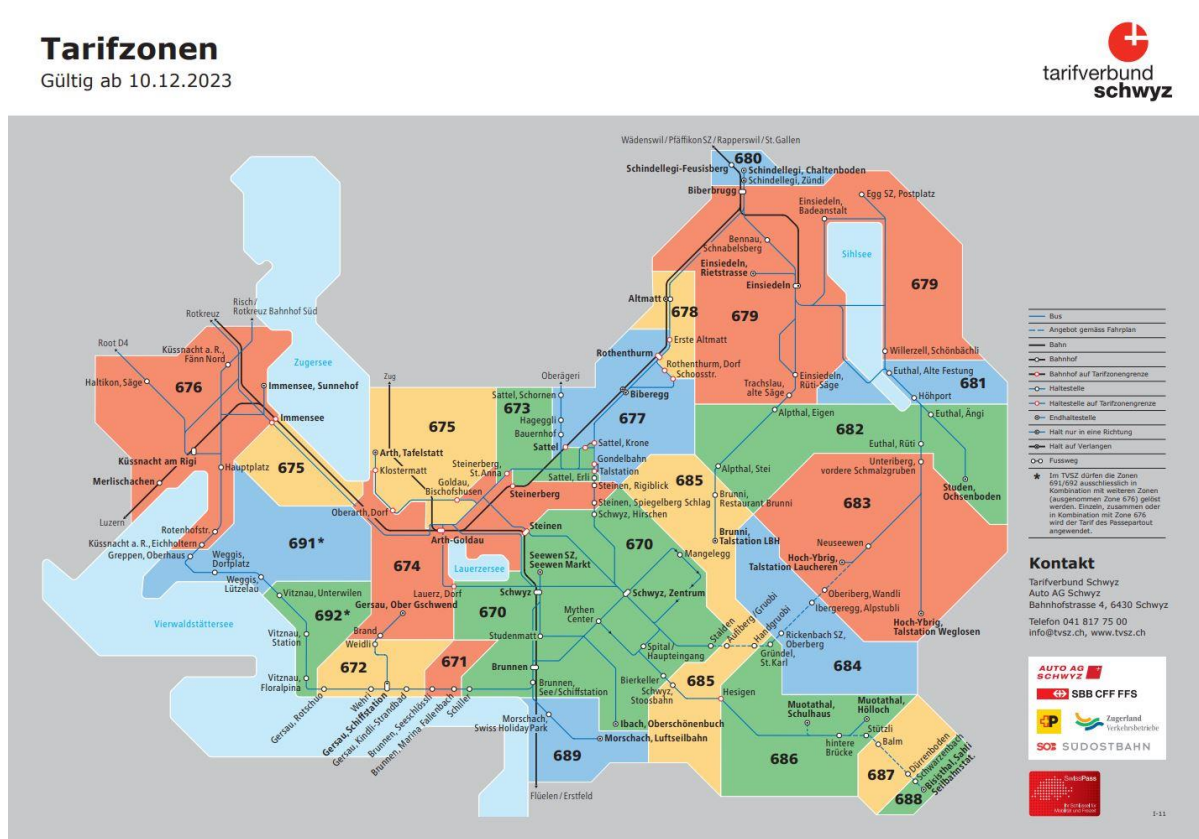 Tarifzonen
Gültig ab 10.12.2023
tarifverbund
schwyz
Wädenswil / Pfäffikon SZ / Rapperswil / St. Gallen
680
Schindellegi-Feusisberg
Schindellegi, Chaltenboden
Schindellegi, Zündi
Biberbrugg
Egg SZ, Postplatz
Einsiedeln,
Badeanstalt
Bennau,
Schnabelsberg
Sihlsee
Einsiedeln,
Rietstrasse
Einsiedeln
679
679
Altmatt
678
Erste Altmatt
Rothenthurm
Rothenthurm, Dorf
Schoosstr.
Willerzell, Schönbächli
Euthal, Alte Festung
681
Höhport
Euthal, Ängi
Trachslau,
alte Säge
Einsiedeln,
Rüti-Säge
Alpthal, Eigen
682
Euthal, Rüti
Unteriberg,
vordere Schmalzgruben
Studen,
Ochsenboden
Risch /
Rotkreuz Bahnhof Süd
Rotkreuz
Root D4
Küssnacht a. R.,
Fänn Nord
Zugersee
Haltikon, Säge
676
Immensee, Sunnehof
Immensee
Zug
Oberägeri
Sattel, Schornen
673
Hageggli
Bauernhof
Biberegg
677
Sattel
Sattel, Krone
Gondelbahn
Talstation
Sattel, Erli
Steinen, Rigiblick
Steinen, Spiegelberg Schlag
Schwyz, Hirschen
675
Arth, Tafelstatt
Klostermatt
Steinerberg,
St. Anna
Goldau,
Bischofshusen
Steinerberg
Oberarth, Dorf
675
Küssnacht am Rigi
Hauptplatz
Merlischachen
Luzern
Rotenhofstr.
Küssnacht a. R., Eichholtern
Greppen, Oberhaus
691*
Weggis,
Dorfplatz
Weggis,
Lützelau
Vierwaldstättersee
Arth-Goldau
Steinen
Lauerzersee
674
Lauerz, Dorf
Seewen SZ,
Seewen Markt
670
670
Schwyz
Schwyz, Zentrum
Mangelegg
Alpthal, Stei
685
Brunni,
Restaurant Brunni
Brunni,
Talstation LBH
683
Neuseewen
Hoch-Ybrig,
Talstation Laucheren
Oberiberg, Wandli
Ibergeregg, Alpstubli
Hoch-Ybrig,
Talstation Weglosen
Vitznau, Unterwilen
692*
Gersau, Ober Gschwend
Vitznau,
Station
Brand
Weidli
672
671
Vitznau,
Floralpina
Gersau, Rotschuo
Wehri
Gersau, Schiffstation
Gersau, Kindli-Strandbad
Brunnen, Seeschlössli
Brunnen, Marina Fallenbach
Schiller
Studenmatt
Brunnen
Brunnen,
See/Schiffstation
Mythen
Center
Spital /
Haupteingang
Stalden
Aufiberg/Gruobi
Handgruobi
Rickenbach SZ,
Oberberg
Gründel,
St. Karl
684
Bierkeller
Schwyz,
Stoosbahn
685
Hesigen
Ibach, Oberschönenbuch
Morschach,
Swiss Holiday Park
Morschach, Luftseilbahn
689
Flüelen / Erstfeld
Muotathal,
Schulhaus
Muotathal,
Hölloch
Stützli
hintere
Brücke
Balm
686
687
688
Dürrenboden
Schwarzenbach
Bisisthal, Sahli
Seilbahnstat.
Bus
Angebot gemäss Fahrplan
Bahn
Bahnhof
Bahnhof auf Tarifzonengrenze
Haltestelle
Haltestelle auf Tarifzonengrenze
Endhaltestelle
Halt nur in eine Richtung
Halt auf Verlangen
Fussweg
* Im TVSZ dürfen die Zonen
691/692 ausschliesslich in
Kombination mit weiteren Zonen
(ausgenommen Zone 676) gelöst
werden. Einzeln, zusammen oder
in Kombination mit Zone 676
wird der Tarif des Passepartout
angewendet.
Kontakt
Tarifverbund Schwyz
Auto AG Schwyz
Bahnhofstrasse 4, 6430 Schwyz
Telefon 041 817 75 00
info@tvsz.ch, www.tvsz.ch
AUTO AG
SCHWYZ
SBB CFF FFS
P
Zugerland
Verkehrsbetriebe
SOB SÜDOSTBAHN
SwissPass
Ihr Schlüssel für
Mobilität und Freizeit
I-11